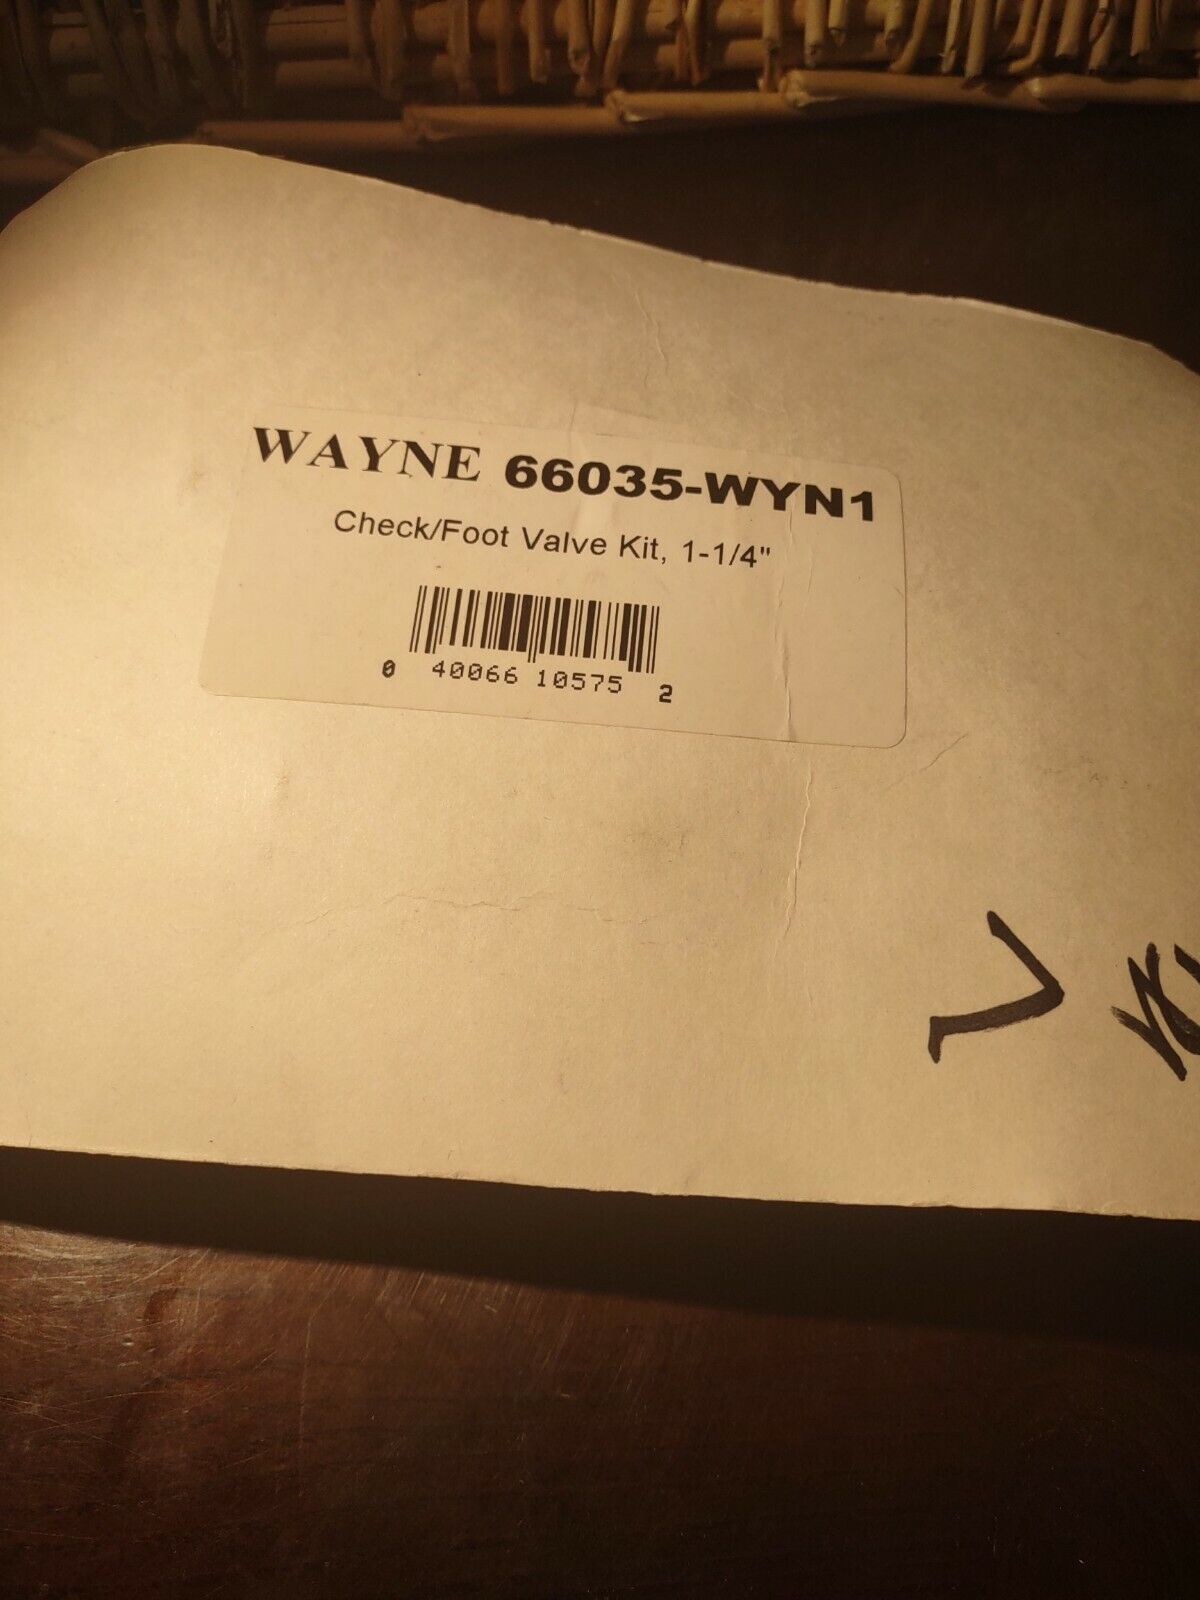 WAYNE 66035-WYN1
Check/Foot Valve Kit, 1-1/4"
0 40066 10575 2